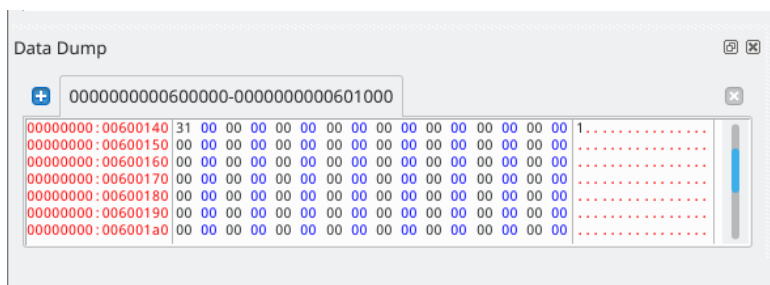 Data Dump
0000000000600000-0000000000601000
00000000:00600140 31 00 00 00 00 00 00 00 00 00 00 00 00 00 00 00 1...............
00000000:00600150 00 00 00 00 00 00 00 00 00 00 00 00 00 00 00 00 ................
00000000:00600160 00 00 00 00 00 00 00 00 00 00 00 00 00 00 00 00 ................
00000000:00600170 00 00 00 00 00 00 00 00 00 00 00 00 00 00 00 00 ................
00000000:00600180 00 00 00 00 00 00 00 00 00 00 00 00 00 00 00 00 ................
00000000:00600190 00 00 00 00 00 00 00 00 00 00 00 00 00 00 00 00 ................
00000000:006001a0 00 00 00 00 00 00 00 00 00 00 00 00 00 00 00 00 ................